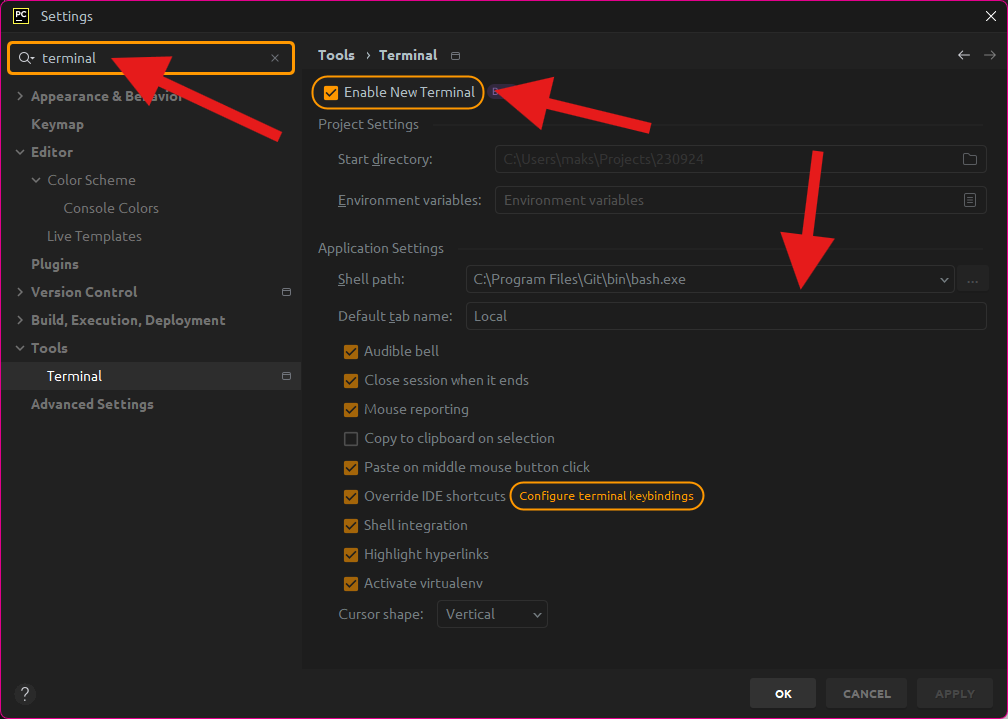 PC
Settings
terminal
Tools › Terminal
Appearance & Behavior
Enable New Terminal
Keymap
Project Settings
Editor
Start directory:
C:\Users\maks\Projects\230924
Color Scheme
Environment variables:
Environment variables
Console Colors
Live Templates
Application Settings
Plugins
Shell path:
C:\Program Files\Git\bin\bash.exe
...
Version Control
Default tab name:
Local
Build, Execution, Deployment
Tools
Audible bell
Terminal
Close session when it ends
Advanced Settings
Mouse reporting
Copy to clipboard on selection
Paste on middle mouse button click
Override IDE shortcuts Configure terminal keybindings
Shell integration
Highlight hyperlinks
Activate virtualenv
Cursor shape:
Vertical
?
OK
CANCEL
APPLY